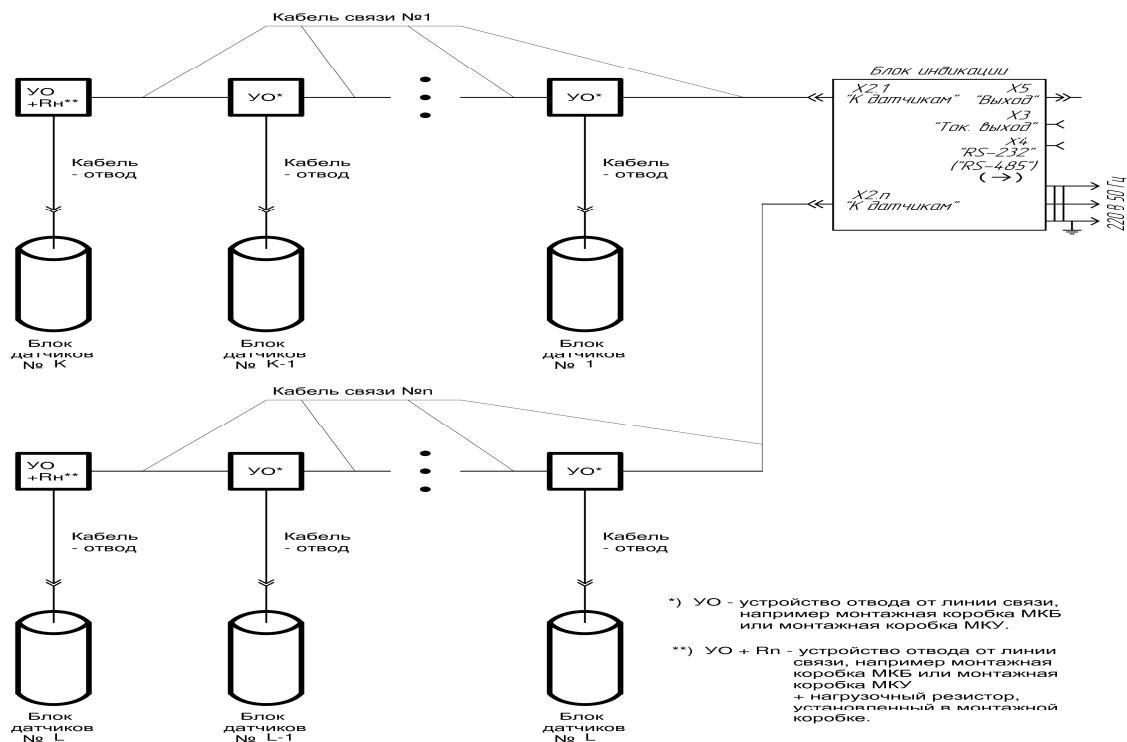 Кабель связи №1
Блок индикации
УО
+Rн**
УО*
УО*
X2.1
"К датчикам"
X5
"Выход"
X3
"Ток. выход"
X4
"RS-232"
("RS-485")
(→)
X2.n
"К датчикам"
220 В 50 Гц
Кабель
- отвод
Кабель
- отвод
Кабель
- отвод
Блок
датчиков
№ K
Блок
датчиков
№ K-1
Блок
датчиков
№ 1
Кабель связи №n
УО
+Rн**
УО*
УО*
Кабель
- отвод
Кабель
- отвод
Кабель
- отвод
Блок
датчиков
№ L
Блок
датчиков
№ L-1
Блок
датчиков
№ L
*) УО - устройство отвода от линии связи,
например монтажная коробка МКБ
или монтажная коробка МКУ.
**) УО + Rn - устройство отвода от линии
связи, например монтажная
коробка МКБ или монтажная
коробка МКУ
+ нагрузочный резистор,
установленный в монтажной
коробке.